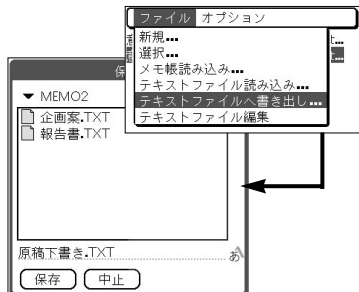 ファイル オプション
新規...
選択...
メモ帳読み込み...
テキストファイル読み込み...
テキストファイルへ書き出し...
テキストファイル編集
保
▼ MEMO2
企画案.TXT
報告書.TXT
原稿下書き.TXT
あ
保存 中止